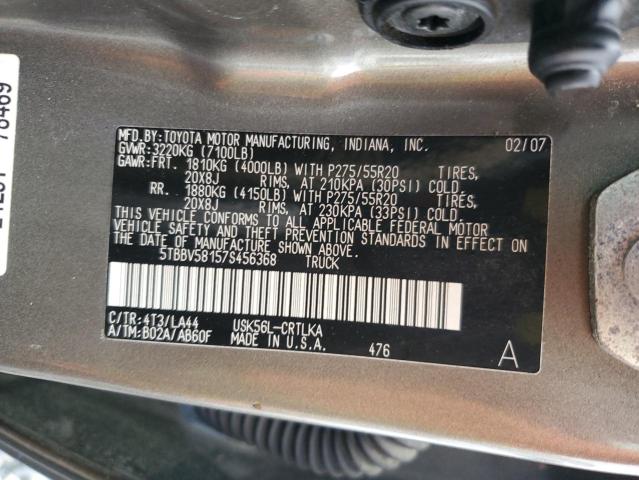 MFD.BY:TOYOTA MOTOR MANUFACTURING, INDIANA, INC. 02/07
GVWR:3220KG (7100LB)
GAWR:FRT. 1810KG (4000LB) WITH P275/55R20 TIRES,
20X8J RIMS, AT 210KPA (30PSI) COLD.
RR. 1880KG (4150LB) WITH P275/55R20 TIRES,
20X8J RIMS, AT 230KPA (33PSI) COLD.
THIS VEHICLE CONFORMS TO ALL APPLICABLE FEDERAL MOTOR
VEHICLE SAFETY AND THEFT PREVENTION STANDARDS IN EFFECT ON
THE DATE OF MANUFACTURE SHOWN ABOVE.
5TBBV58157S456368 TRUCK
C/TR:4T3/LA44 USK56L-CRTLKA
A/TM:B02A/AB60F MADE IN U.S.A. 476 A